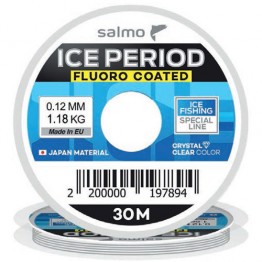 salmo
ICE PERIOD
FLUORO COATED
0.12 MM
1.18 KG
Made in EU
ICE
FISHING
SPECIAL
LINE
JAPAN MATERIAL
CRYSTAL
CLEAR COLOR
2 200000 197894
30 M